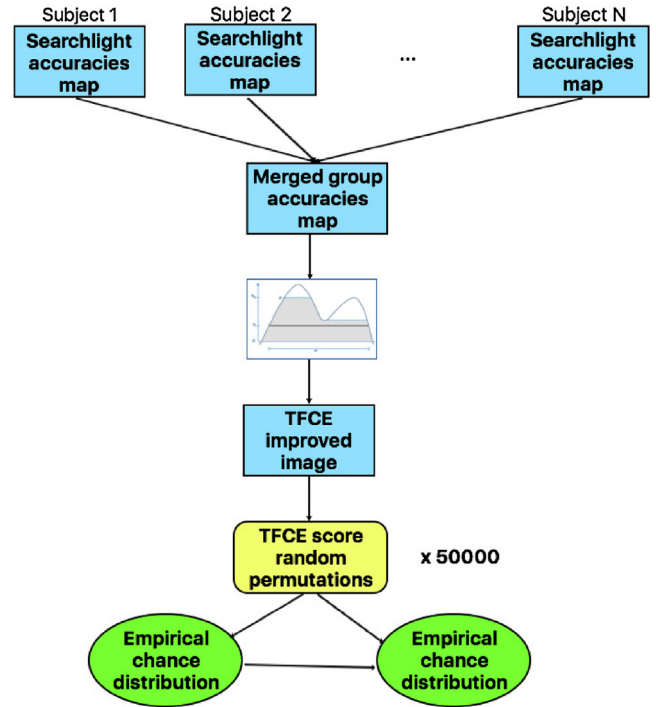 Subject 1
Subject 2
Subject N
Searchlight
accuracies
map
Searchlight
accuracies
map
...
Searchlight
accuracies
map
Merged group
accuracies
map
TFCE
improved
image
TFCE score
random
permutations
x 50000
Empirical
chance
distribution
Empirical
chance
distribution